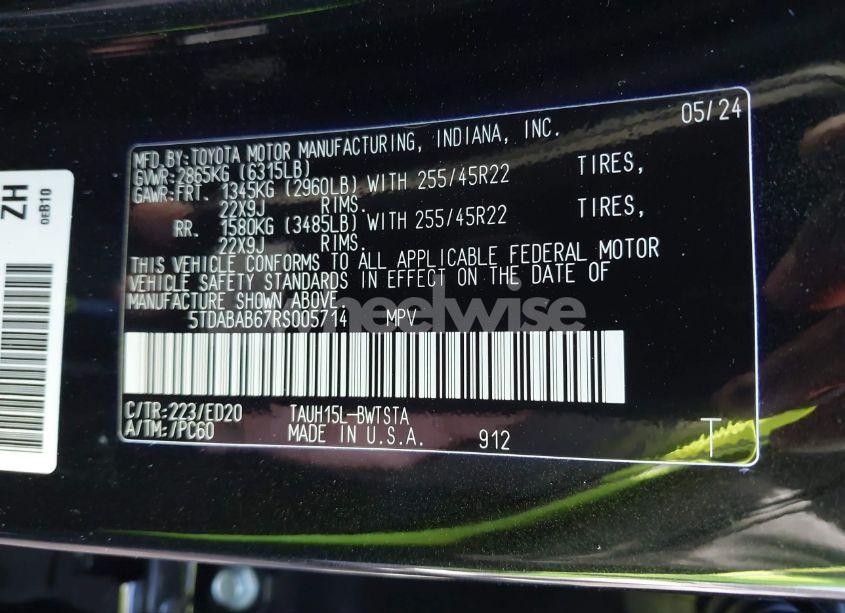 ZH
0EB10
05/24
MFD.BY:TOYOTA MOTOR MANUFACTURING, INDIANA, INC.
GVWR:2865KG (6315LB)
GAWR:FRT. 1345KG (2960LB) WITH 255/45R22 TIRES,
22X9J RIMS.
RR. 1580KG (3485LB) WITH 255/45R22 TIRES,
22X9J RIMS.
THIS VEHICLE CONFORMS TO ALL APPLICABLE FEDERAL MOTOR
VEHICLE SAFETY STANDARDS IN EFFECT ON THE DATE OF
MANUFACTURE SHOWN ABOVE.
5TDABAB67RS005714 MPV
wheelwise
C/TR:223/ED20 TAUH15L-BWTSTA
A/TM:/PC60 MADE IN U.S.A. 912 T